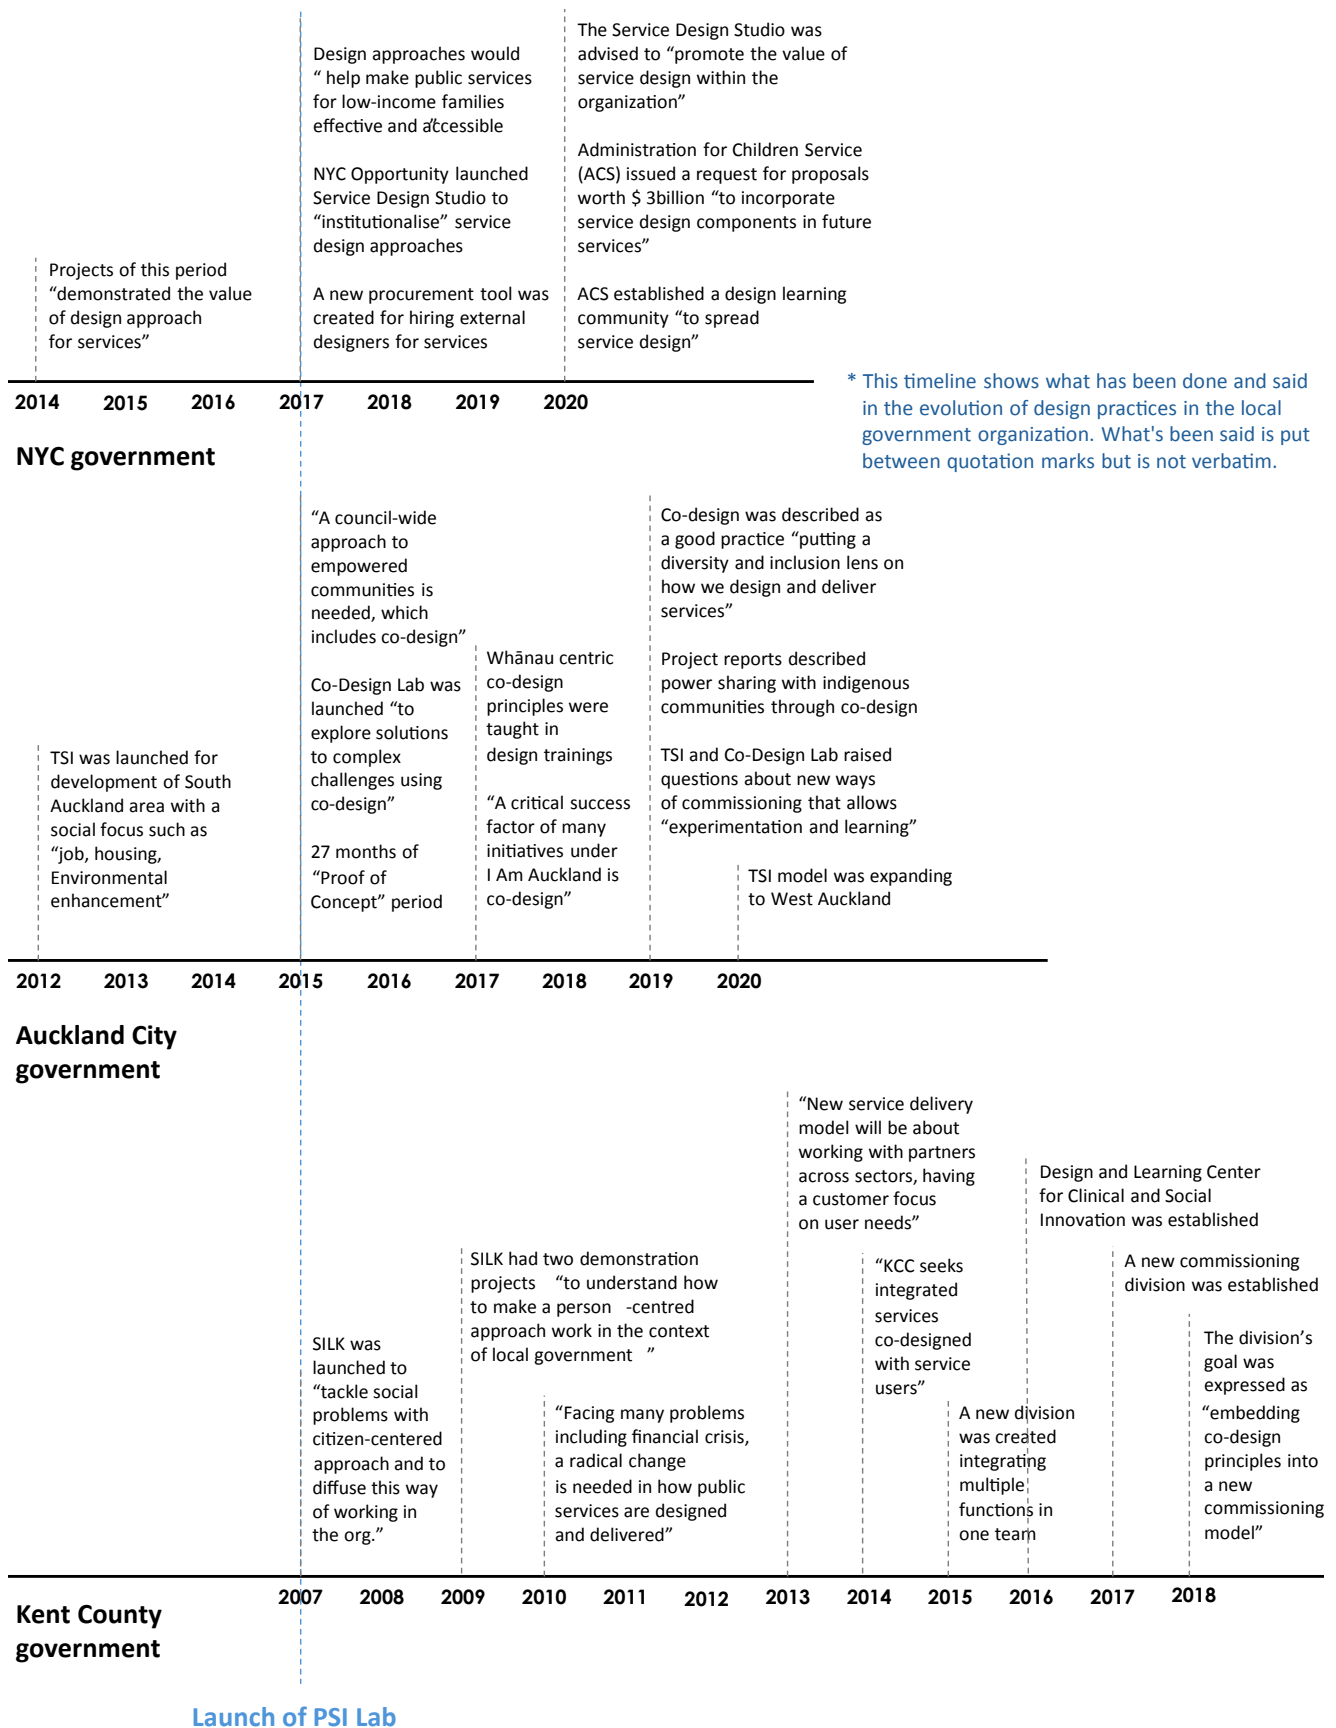 Projects of this period
“demonstrated the value
of design approach
for services”
Design approaches would
“ help make public services
for low-income families
effective and accessible”
NYC Opportunity launched
Service Design Studio to
“institutionalise” service
design approaches
A new procurement tool was
created for hiring external
designers for services
The Service Design Studio was
advised to “promote the value of
service design within the
organization”
Administration for Children Service
(ACS) issued a request for proposals
worth $ 3billion “to incorporate
service design components in future
services”
ACS established a design learning
community “to spread
service design”
2014 2015 2016 2017 2018 2019 2020
NYC government
* This timeline shows what has been done and said
in the evolution of design practices in the local
government organization. What's been said is put
between quotation marks but is not verbatim.
TSI was launched for
development of South
Auckland area with a
social focus such as
“job, housing,
Environmental
enhancement”
“A council-wide
approach to
empowered
communities is
needed, which
includes co-design”
Co-Design Lab was
launched “to
explore solutions
to complex
challenges using
co-design”
27 months of
“Proof of
Concept” period
Whānau centric
co-design
principles were
taught in
design trainings
“A critical success
factor of many
initiatives under
I Am Auckland is
co-design”
Co-design was described as
a good practice “putting a
diversity and inclusion lens on
how we design and deliver
services”
Project reports described
power sharing with indigenous
communities through co-design
TSI and Co-Design Lab raised
questions about new ways
of commissioning that allows
“experimentation and learning”
TSI model was expanding
to West Auckland
2012 2013 2014 2015 2016 2017 2018 2019 2020
Auckland City
government
SILK was
launched to
“tackle social
problems with
citizen-centered
approach and to
diffuse this way
of working in
the org.”
SILK had two demonstration
projects “to understand how
to make a person -centred
approach work in the context
of local government ”
“Facing many problems
including financial crisis,
a radical change
is needed in how public
services are designed
and delivered”
“New service delivery
model will be about
working with partners
across sectors, having
a customer focus
on user needs”
“KCC seeks
integrated
services
co-designed
with service
users”
A new division
was created
integrating
multiple
functions in
one team
Design and Learning Center
for Clinical and Social
Innovation was established
A new commissioning
division was established
The division’s
goal was
expressed as
“embedding
co-design
principles into
a new
commissioning
model”
2007 2008 2009 2010 2011 2012 2013 2014 2015 2016 2017 2018
Kent County
government
Launch of PSI Lab